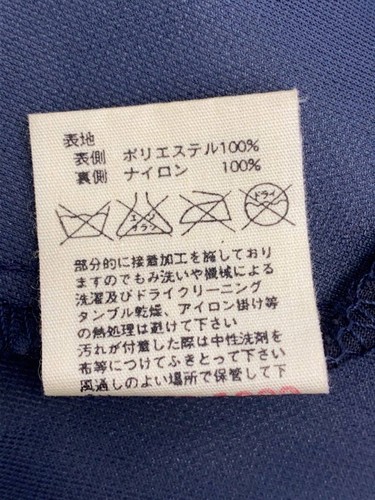 表地
表側 ポリエステル100%
裏側 ナイロン 100%
エンソ
サラシ
ドライ
部分的に接着加工を施しており
ますのでもみ洗いや機械による
洗濯及びドライクリーニング
タンブル乾燥、アイロン掛け等
の熱処理は避けて下さい
汚れが付着した際は中性洗剤を
布等につけてふきとって下さい
風通しのよい場所で保管して下